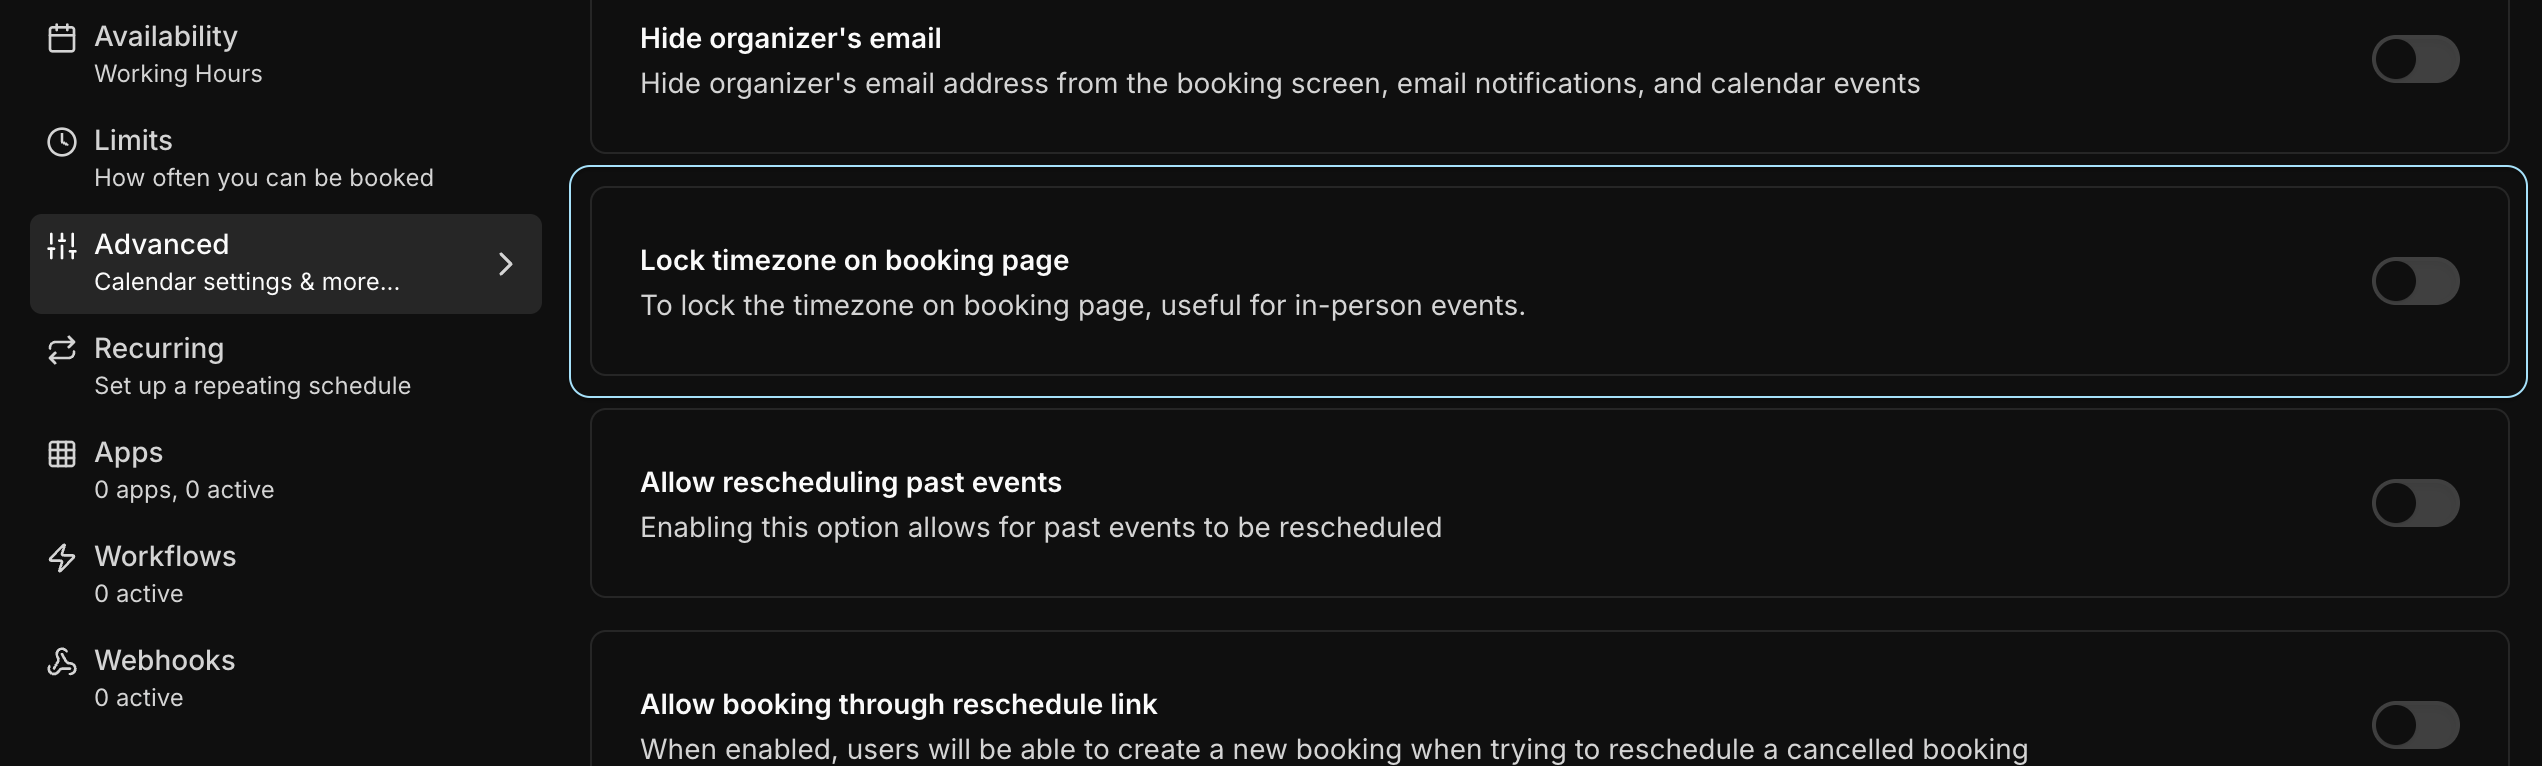 Availability
Working Hours
Limits
How often you can be booked
Advanced
Calendar settings & more...
Recurring
Set up a repeating schedule
Apps
0 apps, 0 active
Workflows
0 active
Webhooks
0 active
Hide organizer's email
Hide organizer's email address from the booking screen, email notifications, and calendar events
Lock timezone on booking page
To lock the timezone on booking page, useful for in-person events.
Allow rescheduling past events
Enabling this option allows for past events to be rescheduled
Allow booking through reschedule link
When enabled, users will be able to create a new booking when trying to reschedule a cancelled booking